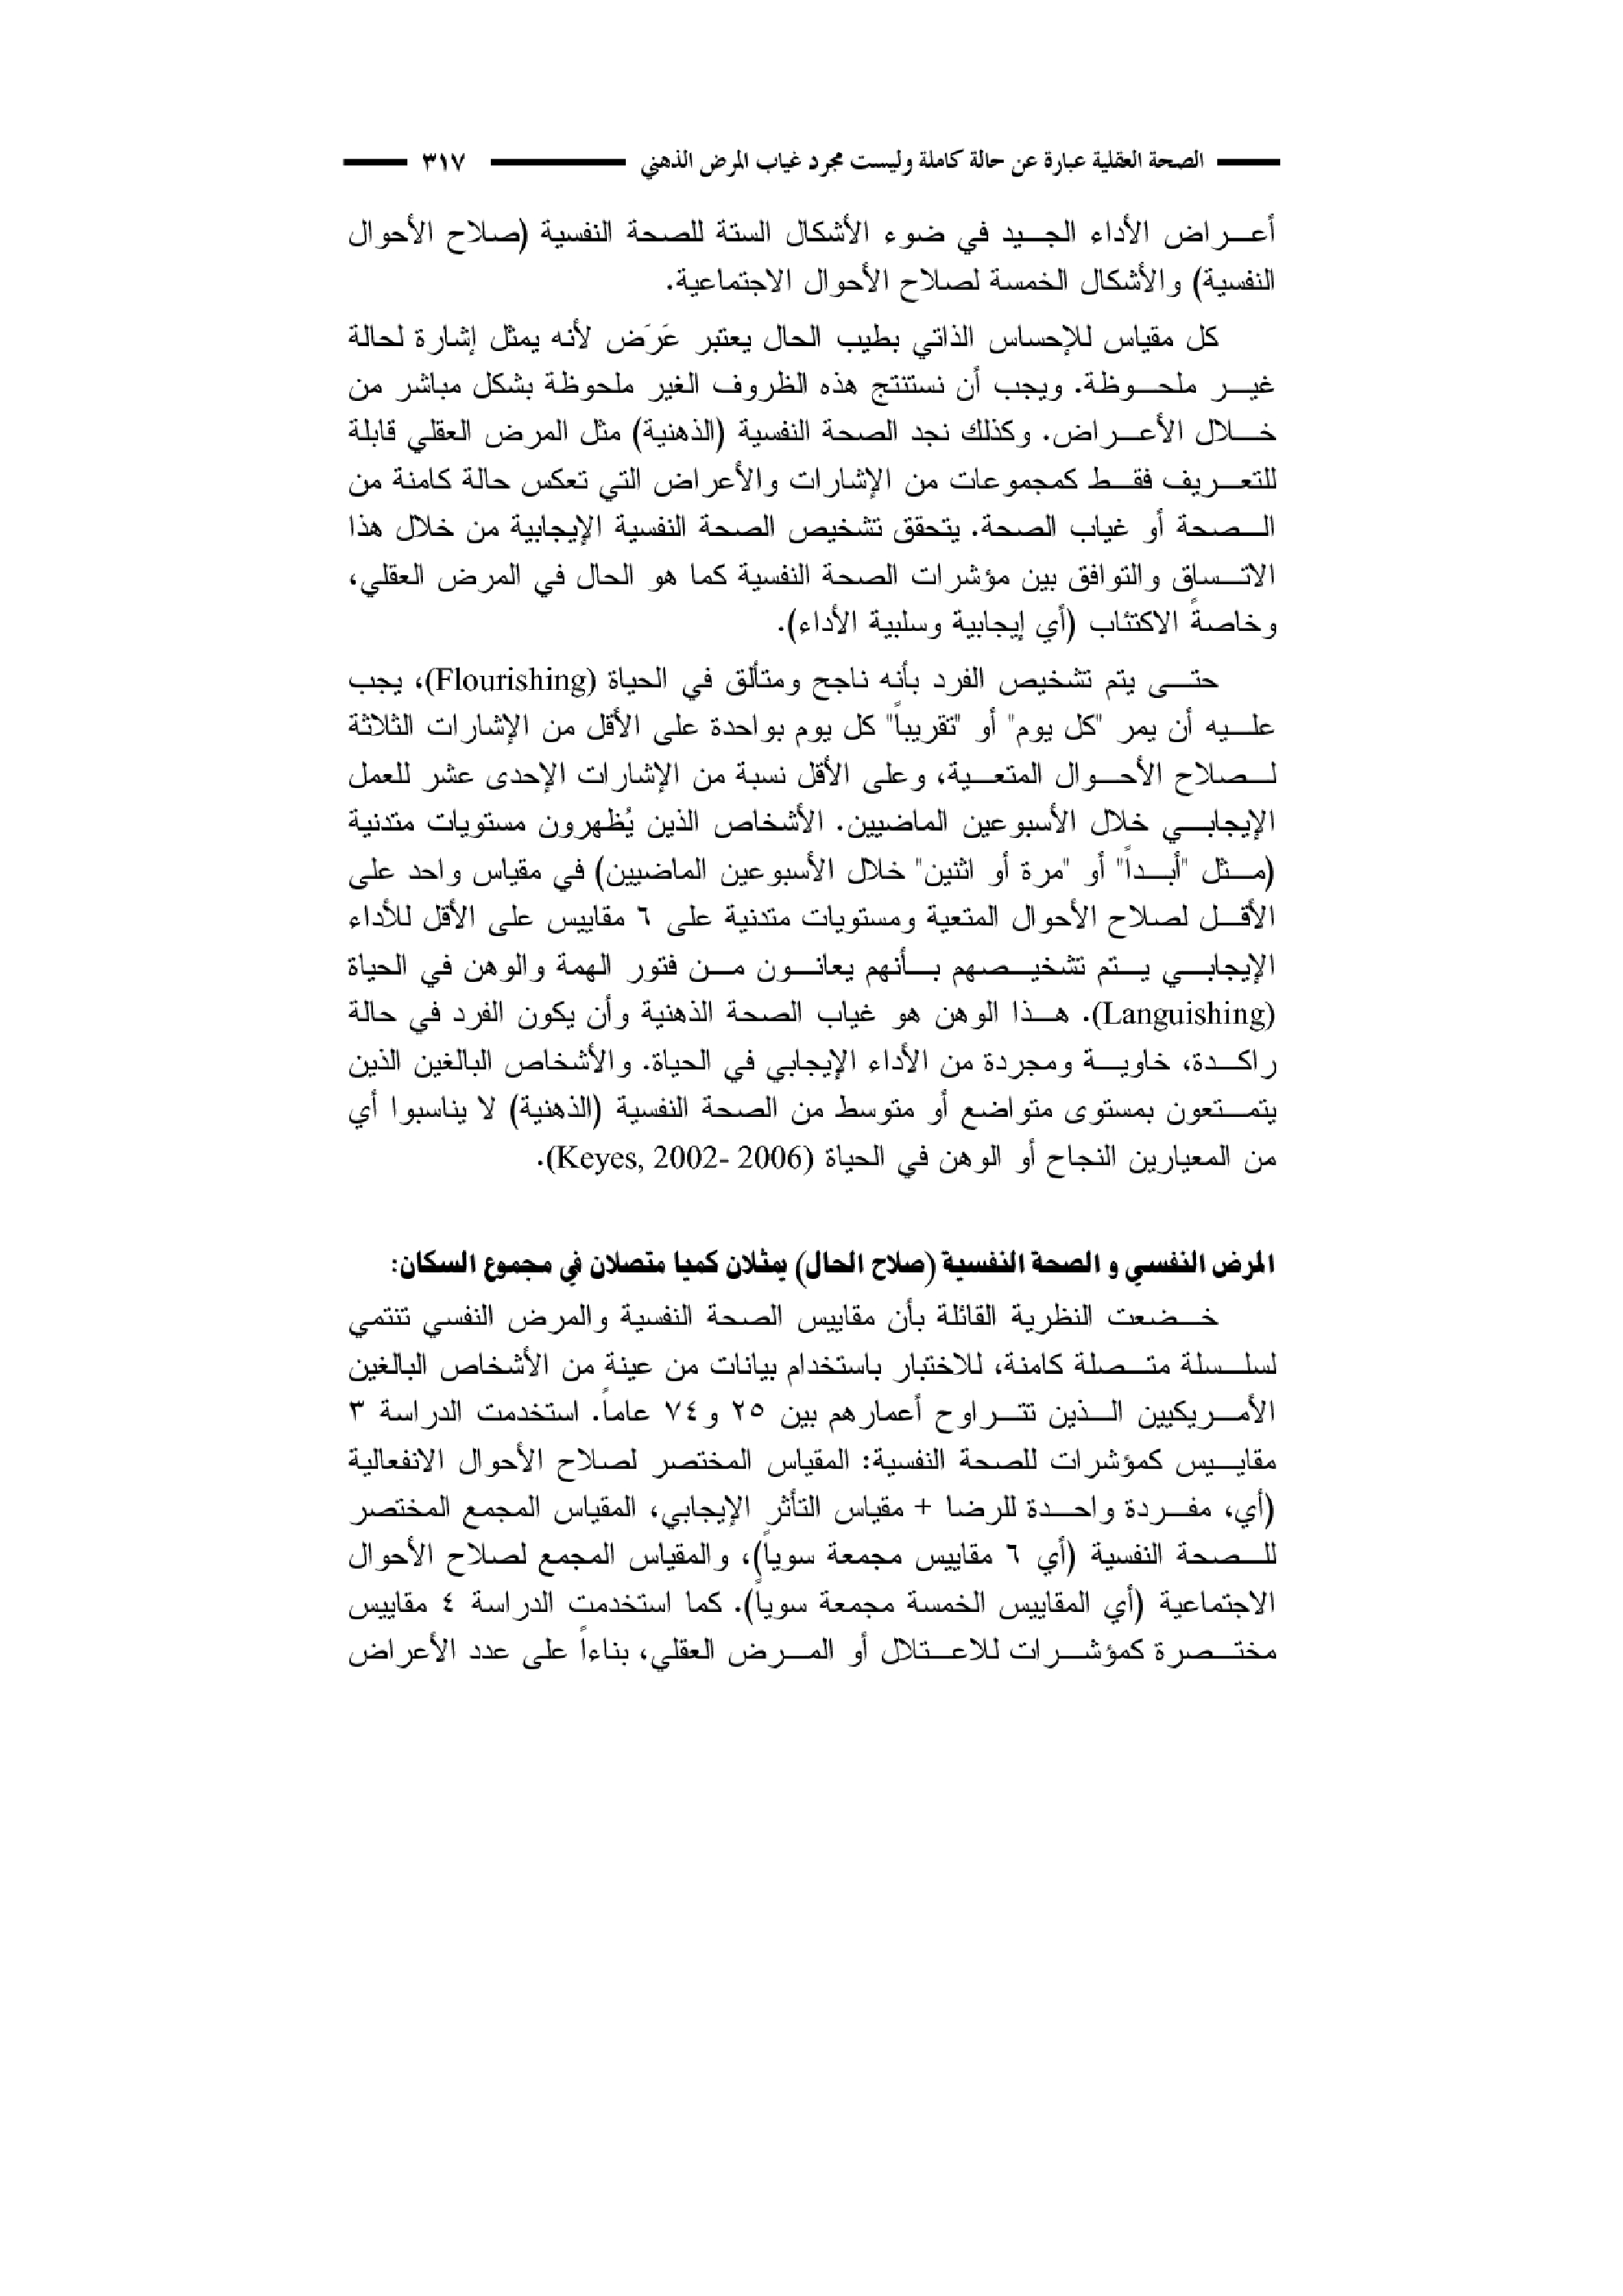 الصحة العقلية عبارة عن حالة كاملة وليست مجرد غياب المرض الذهني ٣١٧
أعراض الأداء الجيد في ضوء الأشكال الستة للصحة النفسية (صلاح الأحوال
النفسية) والأشكال الخمسة لصلاح الأحوال الاجتماعية.
كل مقياس للإحساس الذاتي بطيب الحال يعتبر عَرَض لأنه يمثل إشارة لحالة
غير ملحوظة. ويجب أن نستنتج هذه الظروف الغير ملحوظة بشكل مباشر من
خلال الأعراض. وكذلك نجد الصحة النفسية (الذهنية) مثل المرض العقلي قابلة
للتعريف فقط كمجموعات من الإشارات والأعراض التي تعكس حالة كامنة من
الصحة أو غياب الصحة. يتحقق تشخيص الصحة النفسية الإيجابية من خلال هذا
الاتساق والتوافق بين مؤشرات الصحة النفسية كما هو الحال في المرض العقلي،
وخاصةً الاكتئاب (أي إيجابية وسلبية الأداء).
حتى يتم تشخيص الفرد بأنه ناجح ومتألق في الحياة (Flourishing)، يجب
عليه أن يمر "كل يوم" أو "تقريباً" كل يوم بواحدة على الأقل من الإشارات الثلاثة
لصلاح الأحوال المتعية، وعلى الأقل نسبة من الإشارات الإحدى عشر للعمل
الإيجابي خلال الأسبوعين الماضيين. الأشخاص الذين يُظهرون مستويات متدنية
(مثل "أبداً" أو "مرة أو اثنين" خلال الأسبوعين الماضيين) في مقياس واحد على
الأقل لصلاح الأحوال المتعية ومستويات متدنية على ٦ مقاييس على الأقل للأداء
الإيجابي يتم تشخيصهم بأنهم يعانون من فتور الهمة والوهن في الحياة
(Languishing). هذا الوهن هو غياب الصحة الذهنية وأن يكون الفرد في حالة
راكدة، خاوية ومجردة من الأداء الإيجابي في الحياة. والأشخاص البالغين الذين
يتمتعون بمستوى متواضع أو متوسط من الصحة النفسية (الذهنية) لا يناسبوا أي
من المعيارين النجاح أو الوهن في الحياة (Keyes, 2002- 2006).
المرض النفسي و الصحة النفسية (صلاح الحال) يمثلان كميا متصلان في مجموع السكان:
خضعت النظرية القائلة بأن مقاييس الصحة النفسية والمرض النفسي تنتمي
لسلسلة متصلة كامنة، للاختبار باستخدام بيانات من عينة من الأشخاص البالغين
الأمريكيين الذين تتراوح أعمارهم بين ٢٥ و٧٤ عاماً. استخدمت الدراسة ٣
مقاييس كمؤشرات للصحة النفسية: المقياس المختصر لصلاح الأحوال الانفعالية
(أي، مفردة واحدة للرضا + مقياس التأثر الإيجابي، المقياس المجمع المختصر
للصحة النفسية (أي ٦ مقاييس مجمعة سوياً)، والمقياس المجمع لصلاح الأحوال
الاجتماعية (أي المقاييس الخمسة مجمعة سوياً). كما استخدمت الدراسة ٤ مقاييس
مختصرة كمؤشرات للاعتلال أو المرض العقلي، بناءاً على عدد الأعراض